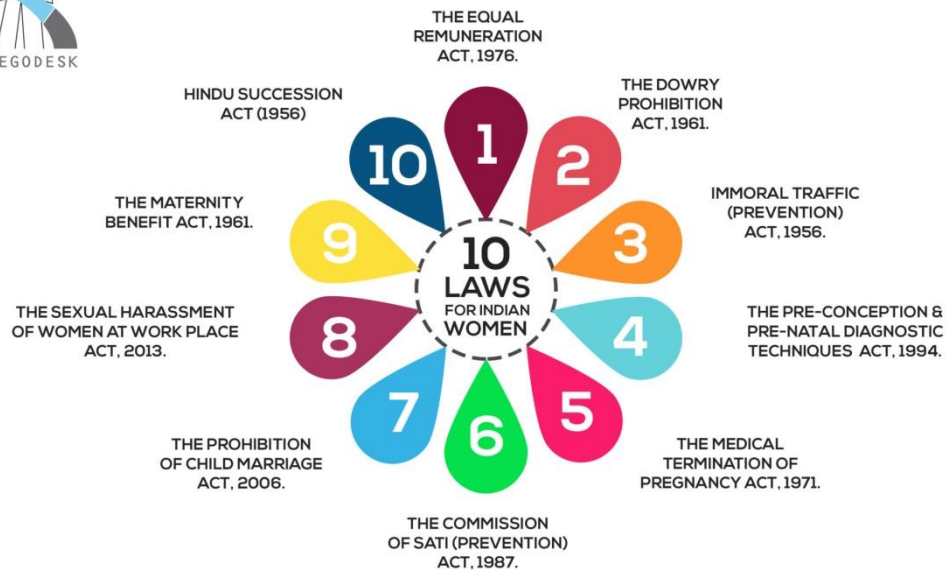 EGODESK
THE EQUAL
REMUNERATION
ACT, 1976.
THE DOWRY
PROHIBITION
ACT, 1961.
IMMORAL TRAFFIC
(PREVENTION)
ACT, 1956.
THE PRE-CONCEPTION &
PRE-NATAL DIAGNOSTIC
TECHNIQUES ACT, 1994.
THE MEDICAL
TERMINATION OF
PREGNANCY ACT, 1971.
THE COMMISSION
OF SATI (PREVENTION)
ACT, 1987.
THE PROHIBITION
OF CHILD MARRIAGE
ACT, 2006.
THE SEXUAL HARASSMENT
OF WOMEN AT WORK PLACE
ACT, 2013.
THE MATERNITY
BENEFIT ACT, 1961.
HINDU SUCCESSION
ACT (1956)
1
2
3
4
5
6
7
8
9
10
10
LAWS
FOR INDIAN
WOMEN